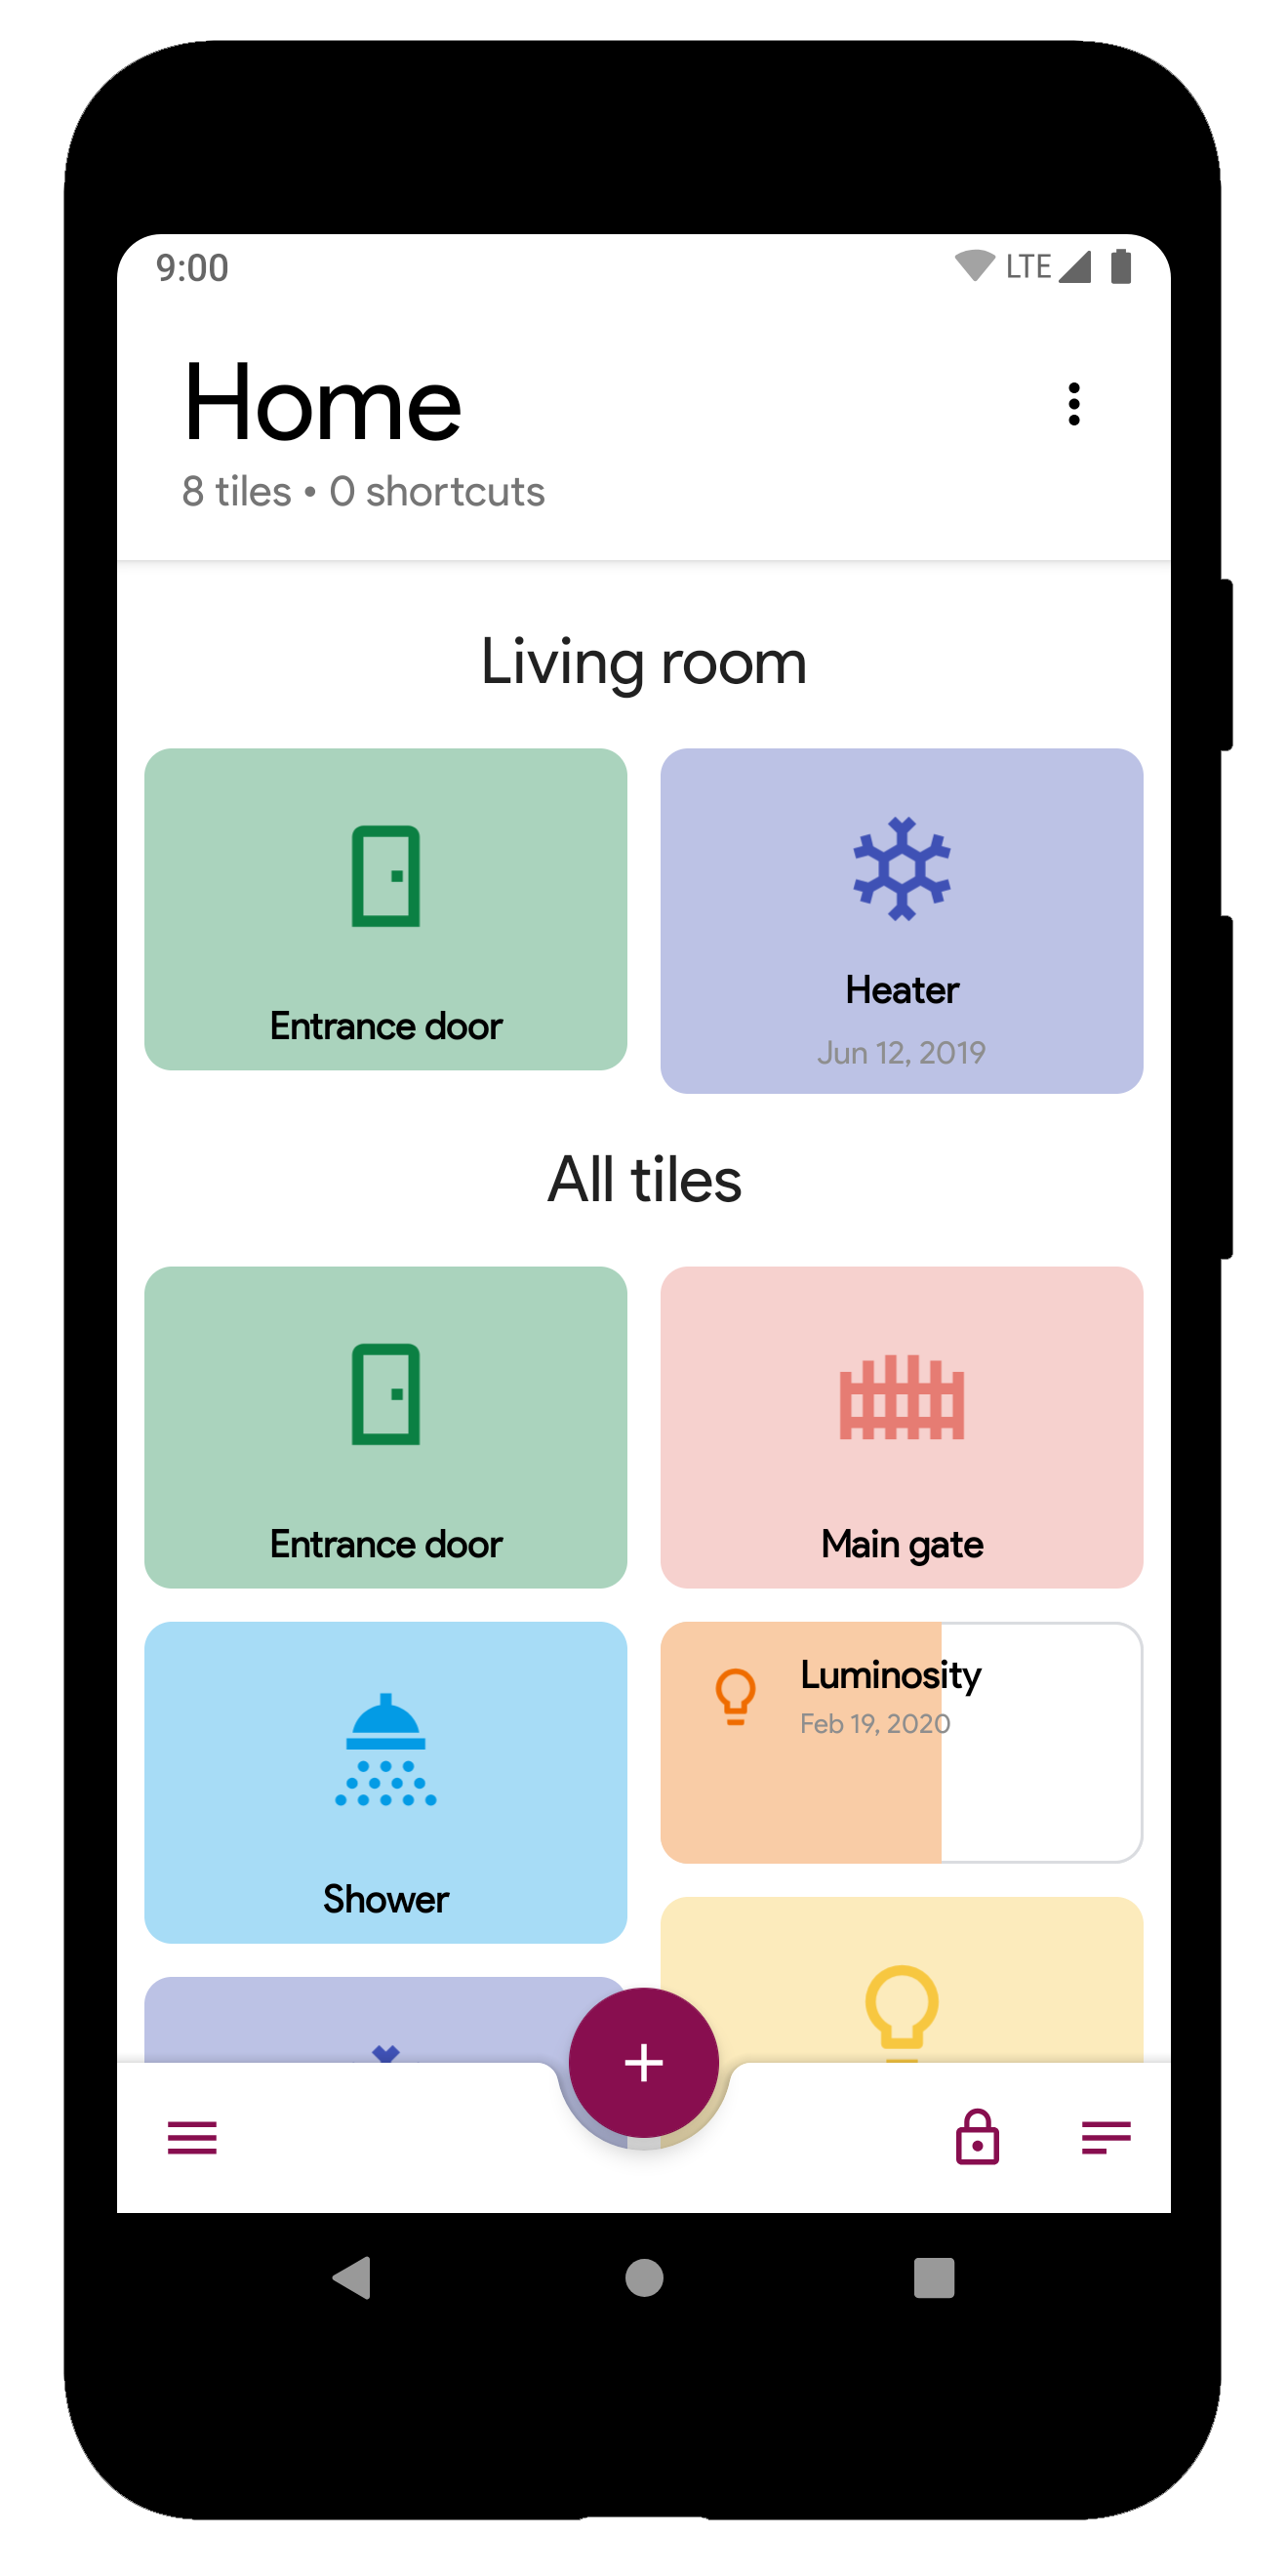 9:00 LTE
Home
8 tiles • 0 shortcuts
Living room
Entrance door
Heater
Jun 12, 2019
All tiles
Entrance door
Main gate
Shower
Luminosity
Feb 19, 2020